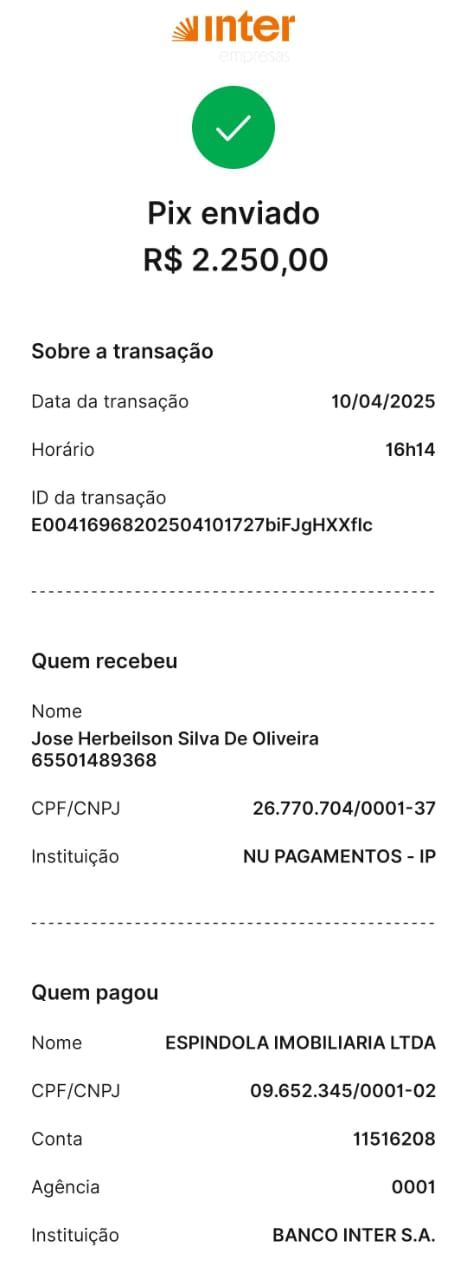 inter
empresas
Pix enviado
R$ 2.250,00
Sobre a transação
Data da transação 10/04/2025
Horário 16h14
ID da transação
E00416968202504101727biFJgHXXflc
Quem recebeu
Nome
Jose Herbeilson Silva De Oliveira
65501489368
CPF/CNPJ 26.770.704/0001-37
Instituição NU PAGAMENTOS - IP
Quem pagou
Nome ESPINDOLA IMOBILIARIA LTDA
CPF/CNPJ 09.652.345/0001-02
Conta 11516208
Agência 0001
Instituição BANCO INTER S.A.